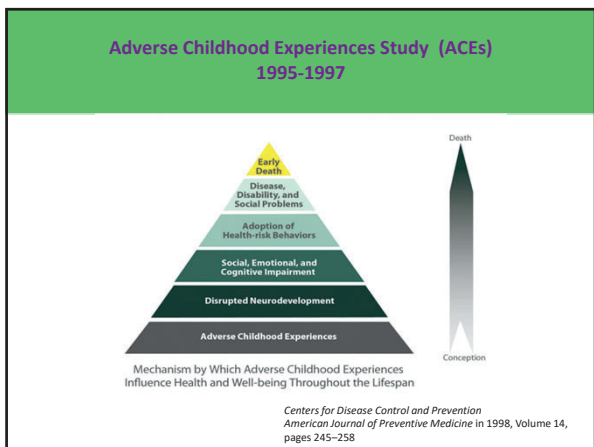 Adverse Childhood Experiences Study (ACEs)
1995-1997
Death
Early
Death
Disease,
Disability, and
Social Problems
Adoption of
Health-risk Behaviors
Social, Emotional, and
Cognitive Impairment
Disrupted Neurodevelopment
Adverse Childhood Experiences
Conception
Mechanism by Which Adverse Childhood Experiences
Influence Health and Well-being Throughout the Lifespan
Centers for Disease Control and Prevention
American Journal of Preventive Medicine in 1998, Volume 14,
pages 245–258